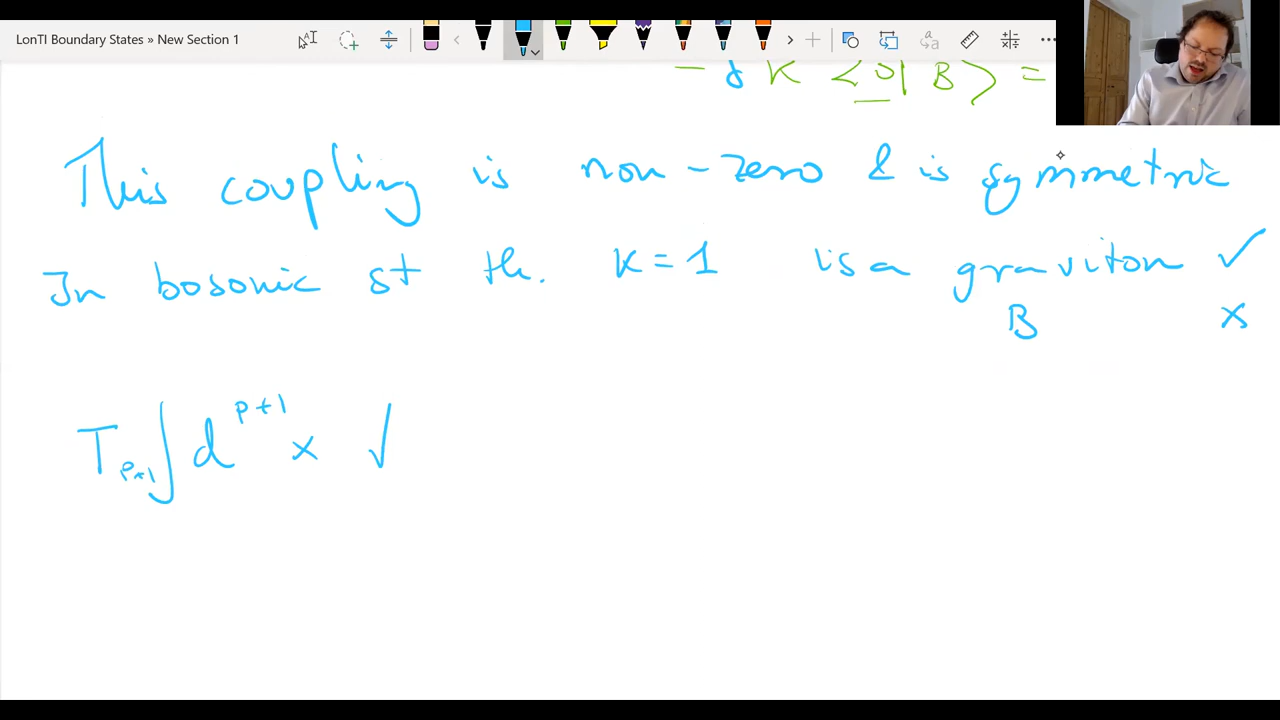 LonTI Boundary States » New Section 1
- δ K <0|B> =
This coupling is non-zero & is symmetric
In bosonic st th. K=1 is a graviton ✓
B x
T_{p+1} ∫ d^{p+1} x √